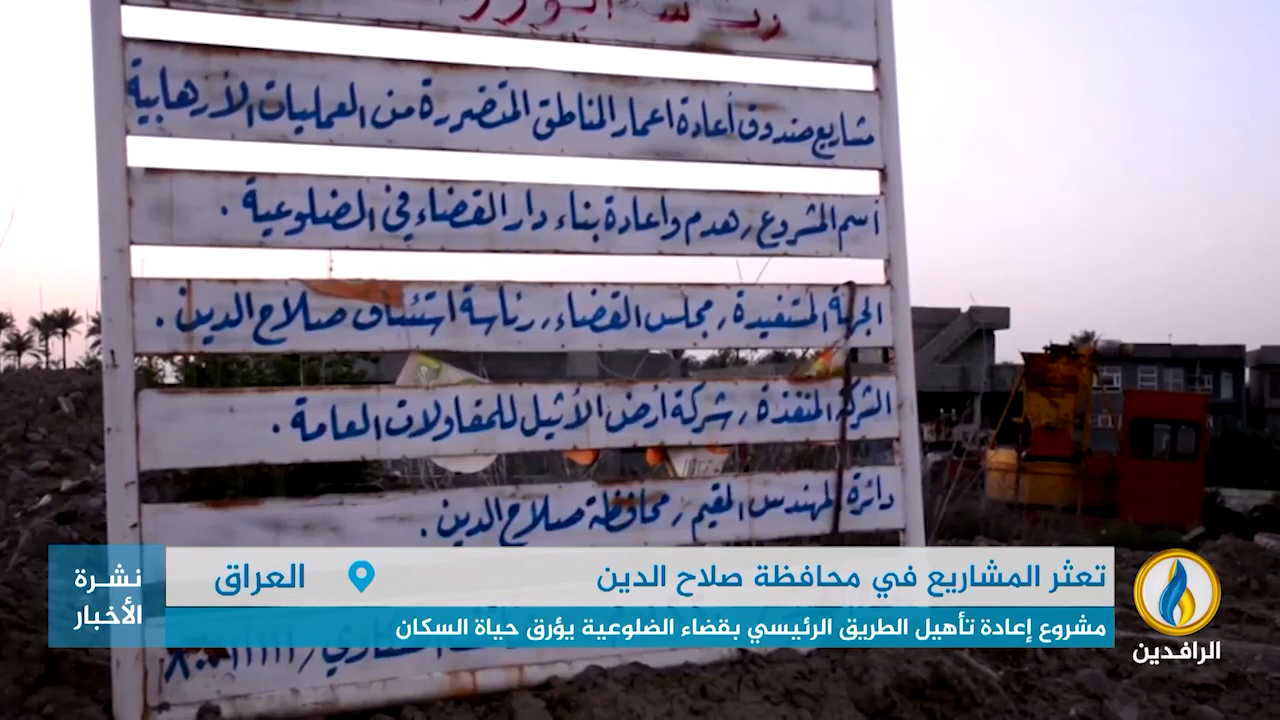 مشاريع صندوق أعادة اعمار المناطق المتضررة من العمليات الأرهابية
أسم المشروع / هدم واعادة بناء دار القضاء في الضلوعية .
الجهة المستفيدة / مجلس القضاء / رئاسة استئناف صلاح الدين .
الشركة المنفذة / شركة أرض الأثيل للمقاولات العامة .
دائرة المهندس المقيم / محافظة صلاح الدين .
تعثر المشاريع في محافظة صلاح الدين
العراق
نشرة
الأخبار
مشروع إعادة تأهيل الطريق الرئيسي بقضاء الضلوعية يؤرق حياة السكان
الرافدين